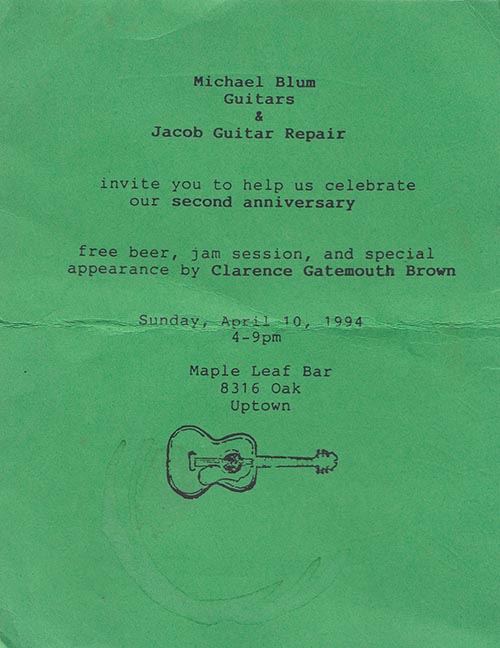 Michael Blum
Guitars
&
Jacob Guitar Repair
invite you to help us celebrate
our second anniversary
free beer, jam session, and special
appearance by Clarence Gatemouth Brown
Sunday, April 10, 1994
4-9pm
Maple Leaf Bar
8316 Oak
Uptown